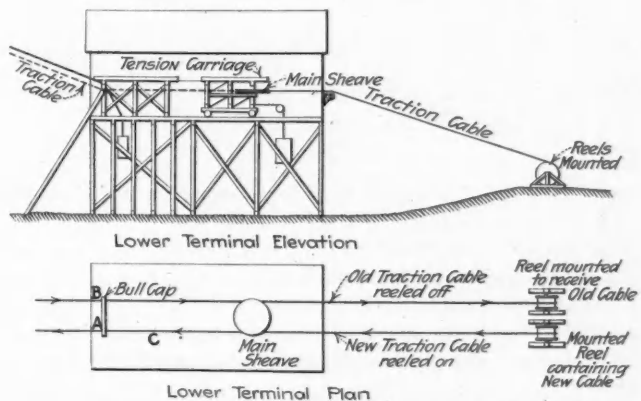 Tension Carriage
Main Sheave
Traction
Cable
Traction Cable
Reels
Mounted
Lower Terminal Elevation
B
Bull Cap
Old Traction Cable
reeled off
Reel mounted
to receive
Old Cable
A
C
Main
Sheave
New Traction Cable
reeled on
Mounted
Reel
containing
New Cable
Lower Terminal Plan